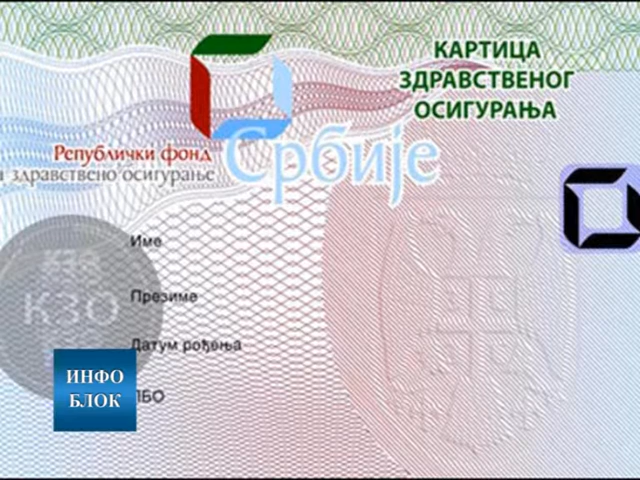 КАРТИЦА
ЗДРАВСТВЕНОГ
ОСИГУРАЊА
Републички фонд
здравствено осигурање
Србије
Име
КЗО
Презиме
Датум рођења
ИНФО
БЛОК
ЛБО